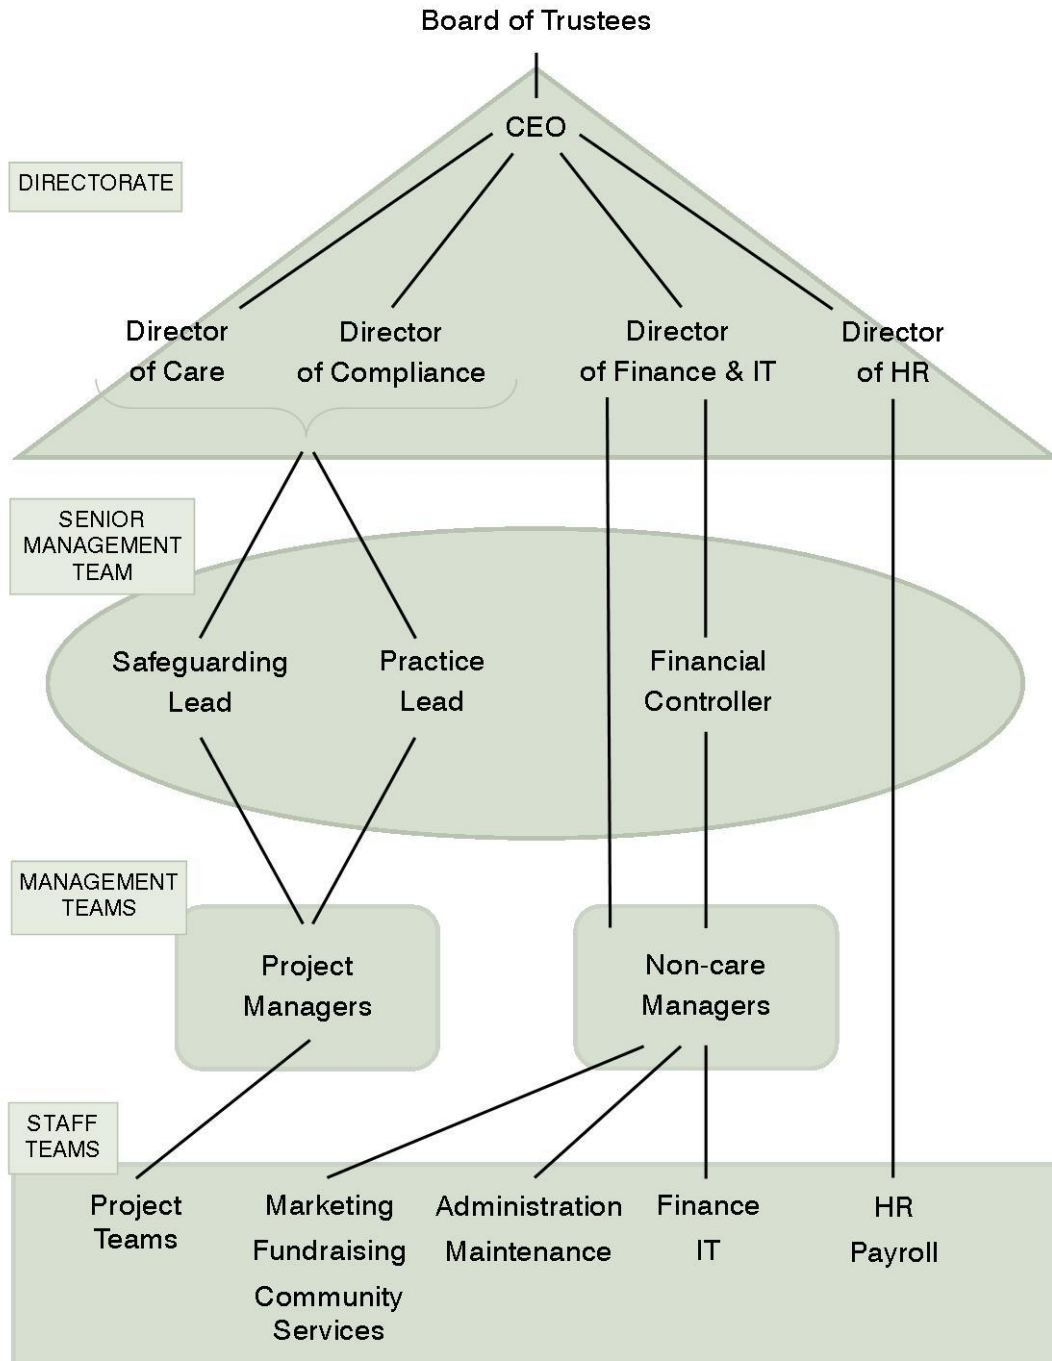 Board of Trustees
CEO
DIRECTORATE
Director
of Care
Director
of Compliance
Director
of Finance & IT
Director
of HR
SENIOR
MANAGEMENT
TEAM
Safeguarding
Lead
Practice
Lead
Financial
Controller
MANAGEMENT
TEAMS
Project
Managers
Non-care
Managers
STAFF
TEAMS
Project
Teams
Marketing
Fundraising
Community
Services
Administration
Maintenance
Finance
IT
HR
Payroll